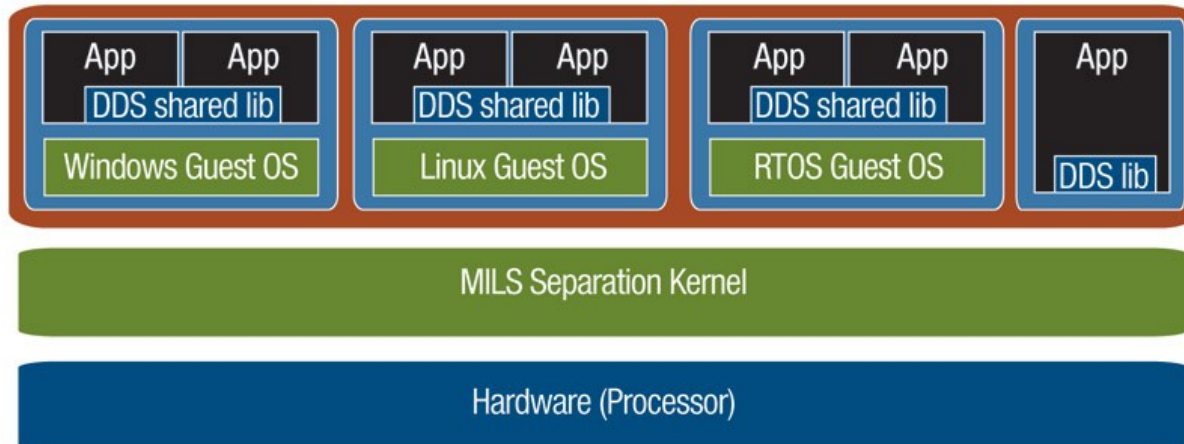 App App App App App App App
DDS shared lib DDS shared lib DDS shared lib
Windows Guest OS Linux Guest OS RTOS Guest OS DDS lib
MILS Separation Kernel
Hardware (Processor)